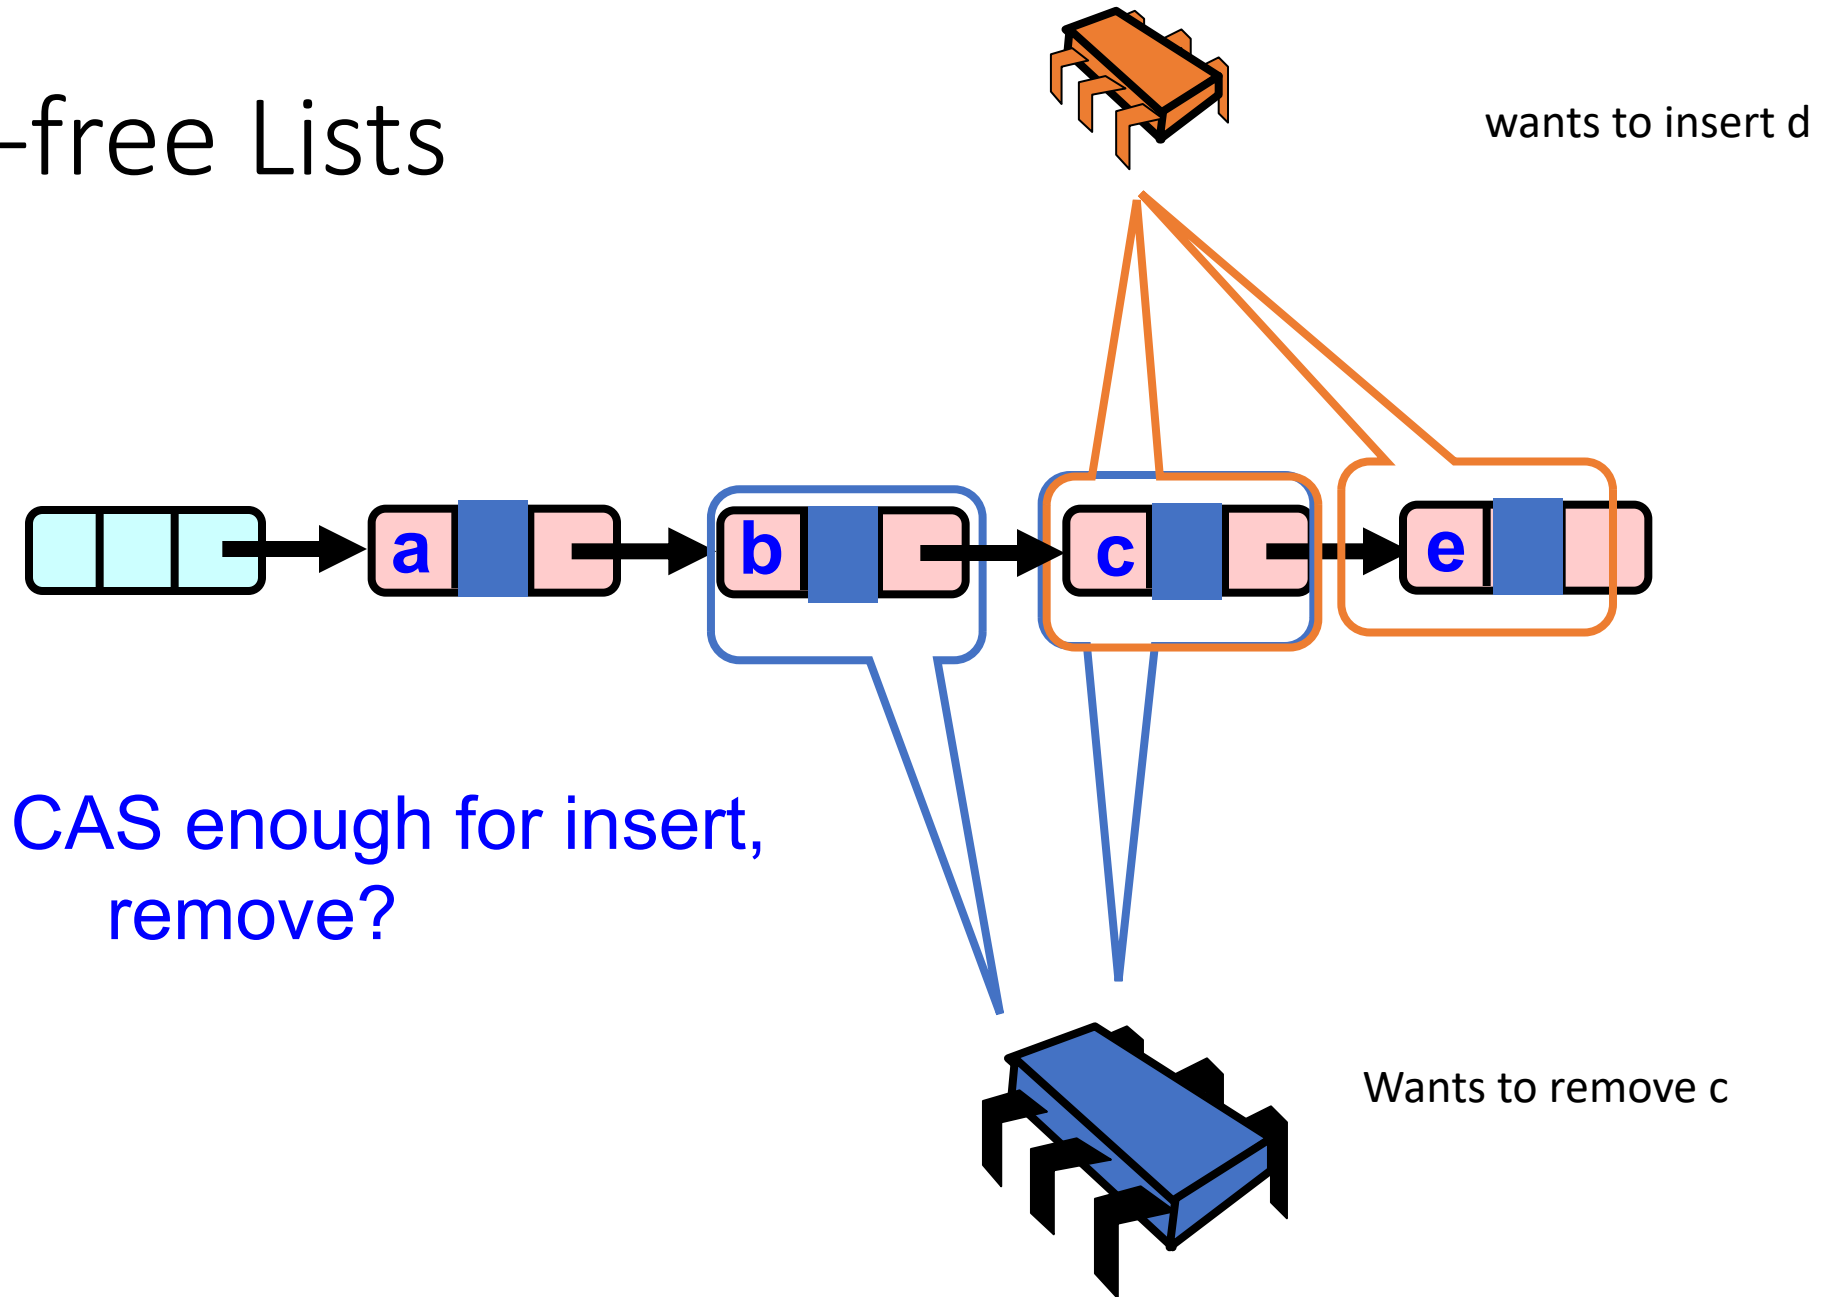 -free Lists
wants to insert d
a b c e
CAS enough for insert,
remove?
Wants to remove c